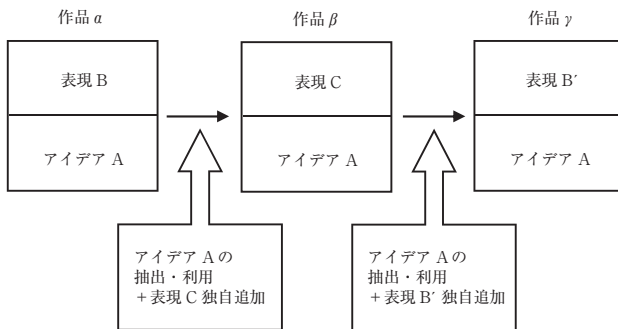 作品 α
作品 β
作品 γ
表現 B
表現 C
表現 B′
アイデア A
アイデア A
アイデア A
アイデア A の
抽出・利用
＋表現 C 独自追加
アイデア A の
抽出・利用
＋表現 B′ 独自追加